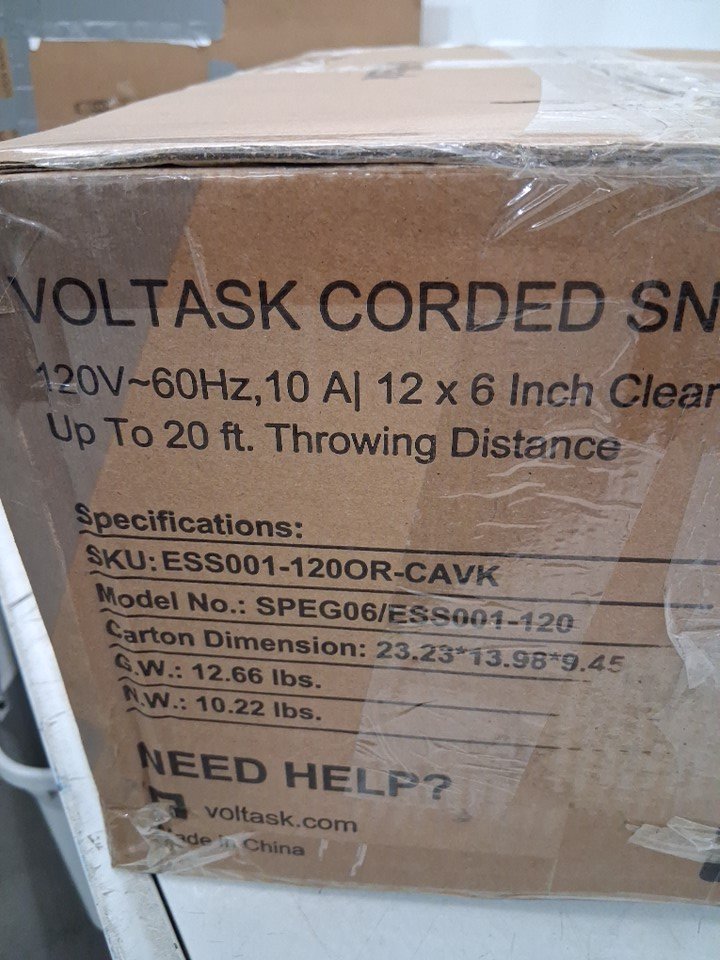 VOLTASK CORDED SN
120V~60Hz,10 A| 12 x 6 Inch Clear
Up To 20 ft. Throwing Distance
Specifications:
SKU: ESS001-120OR-CAVK
Model No.: SPEG06/ESS001-120
Carton Dimension: 23.23*13.98*9.45
G.W.: 12.66 lbs.
N.W.: 10.22 lbs.
NEED HELP?
voltask.com
Made in China